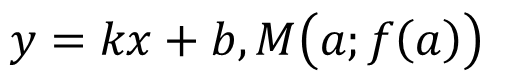 y = kx + b, M(a; f(a))